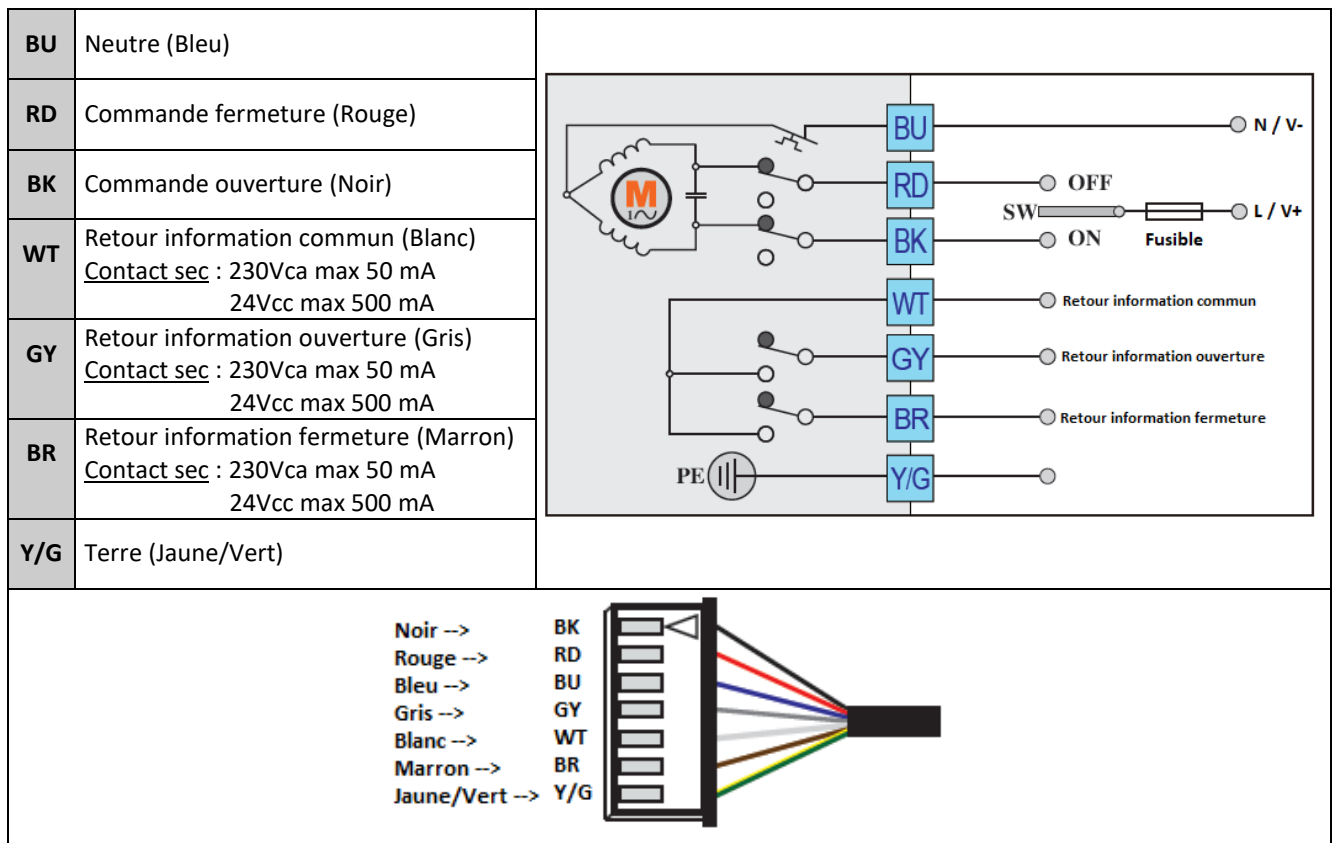 BU Neutre (Bleu)
RD Commande fermeture (Rouge)
BK Commande ouverture (Noir)
WT Retour information commun (Blanc)
Contact sec : 230Vca max 50 mA
24Vcc max 500 mA
GY Retour information ouverture (Gris)
Contact sec : 230Vca max 50 mA
24Vcc max 500 mA
BR Retour information fermeture (Marron)
Contact sec : 230Vca max 50 mA
24Vcc max 500 mA
Y/G Terre (Jaune/Vert)
M
1
BU N / V-
RD OFF
SW L / V+
BK ON Fusible
WT Retour information commun
GY Retour information ouverture
BR Retour information fermeture
PE Y/G
Noir --> BK
Rouge --> RD
Bleu --> BU
Gris --> GY
Blanc --> WT
Marron --> BR
Jaune/Vert --> Y/G